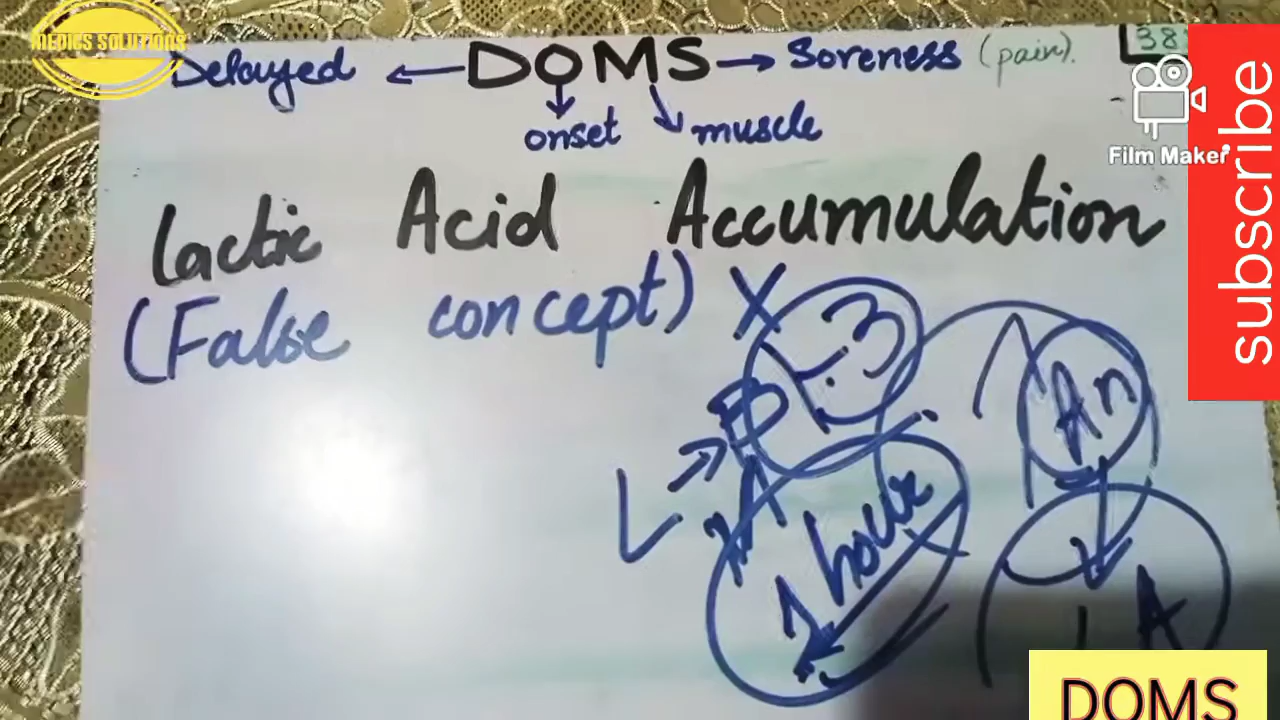 MEDICS SOLUTIONS
Delayed ← DOMS → Soreness (pain).
onset muscle
38
Film Maker
subscribe
Lactic Acid Accumulation
(False concept) X
An
1 hour
LA
DOMS